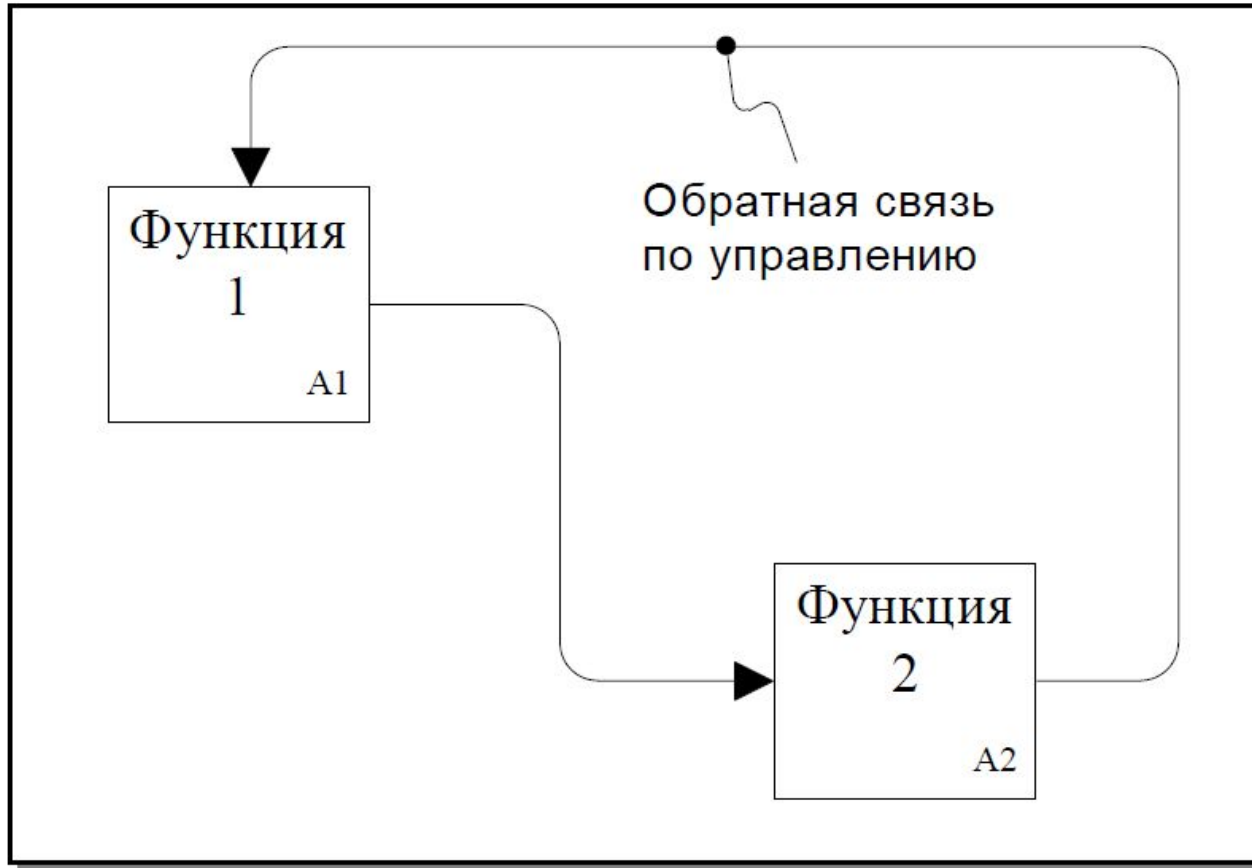 Функция
1
A1
Обратная связь
по управлению
Функция
2
A2